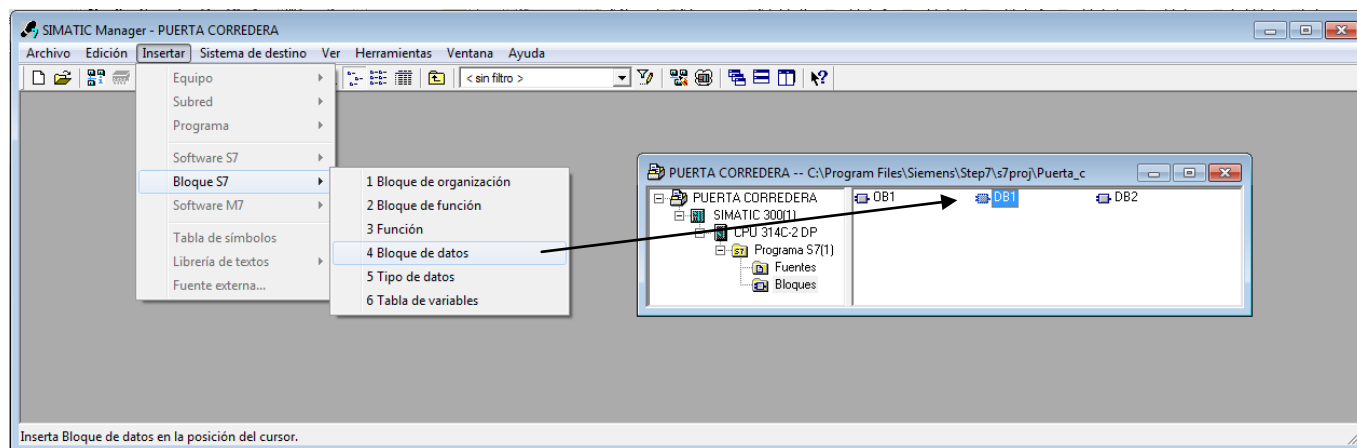 SIMATIC Manager - PUERTA CORREDERA
Archivo Edición Insertar Sistema de destino Ver Herramientas Ventana Ayuda
< sin filtro >
Equipo
Subred
Programa
Software S7
Bloque S7
Software M7
Tabla de símbolos
Librería de textos
Fuente externa...
1 Bloque de organización
2 Bloque de función
3 Función
4 Bloque de datos
5 Tipo de datos
6 Tabla de variables
PUERTA CORREDERA -- C:\Program Files\Siemens\Step7\s7proj\Puerta_c
PUERTA CORREDERA
SIMATIC 300(1)
CPU 314C-2 DP
Programa S7(1)
Fuentes
Bloques
OB1 DB1 DB2
Inserta Bloque de datos en la posición del cursor.